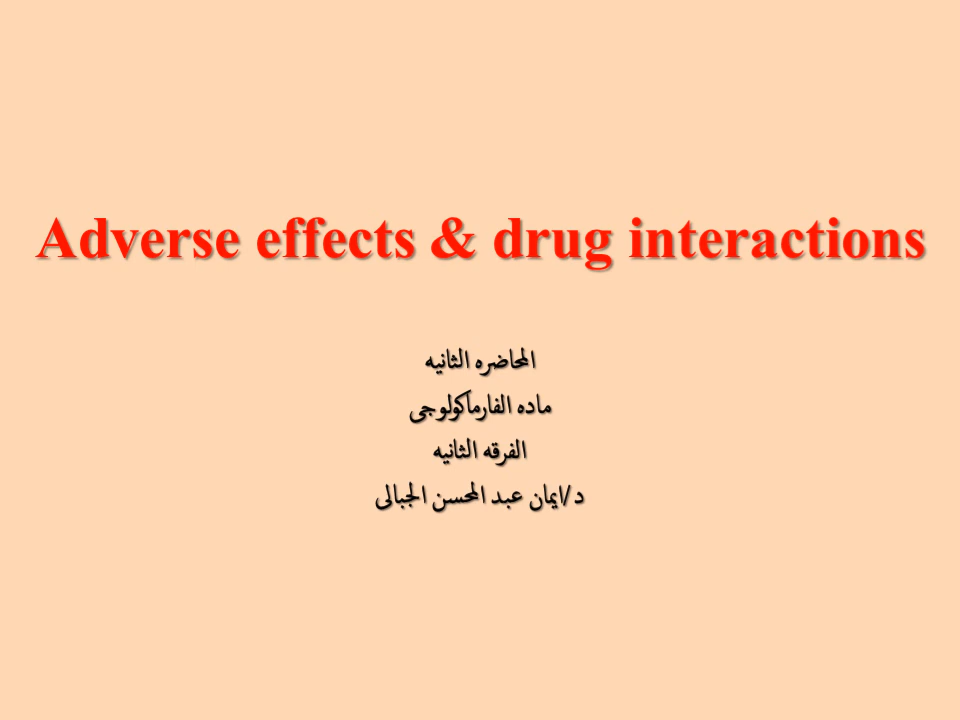 Adverse effects & drug interactions
المحاضره الثانيه
ماده الفارماكولوجى
الفرقه الثانيه
د/ايمان عبد المحسن الجبالى